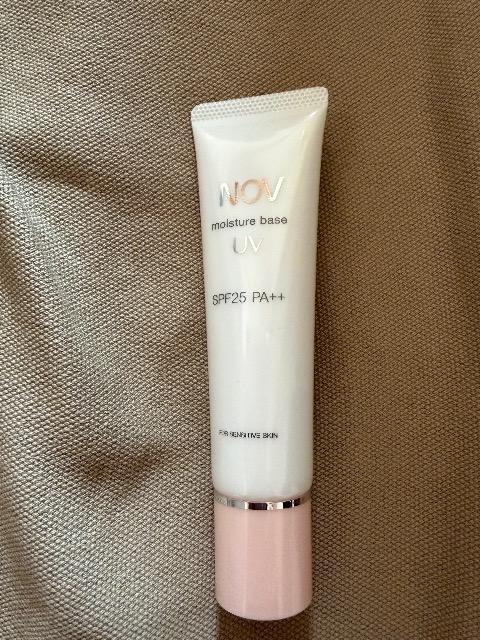 NOV
moisture base
UV
SPF25 PA++
FOR SENSITIVE SKIN